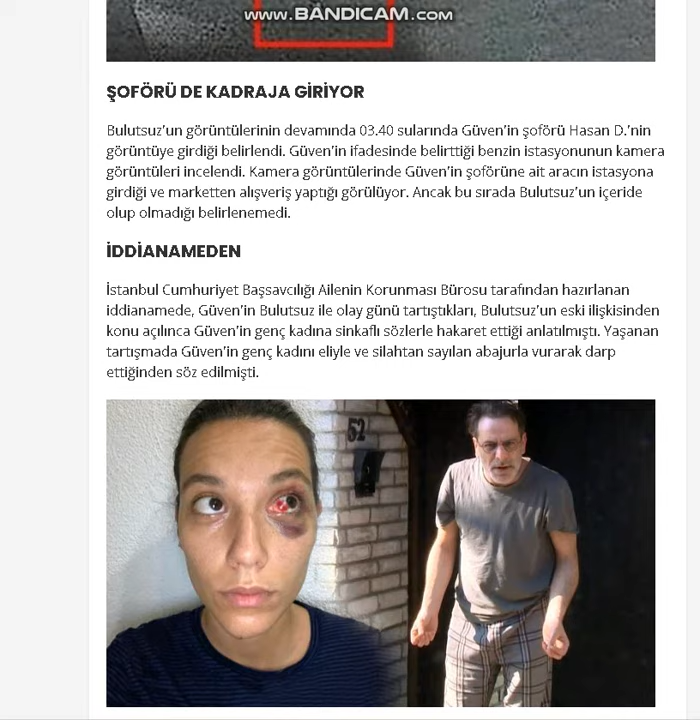 www.BANDICAM.com
ŞOFÖRÜ DE KADRAJA GİRİYOR
Bulutsuz’un görüntülerinin devamında 03.40 sularında Güven’in şoförü Hasan D.’nin
görüntüye girdiği belirlendi. Güven’in ifadesinde belirttiği benzin istasyonunun kamera
görüntüleri incelendi. Kamera görüntülerinde Güven’in şoförüne ait aracın istasyona
girdiği ve marketten alışveriş yaptığı görülüyor. Ancak bu sırada Bulutsuz’un içeride
olup olmadığı belirlenemedi.
İDDİANAMEDEN
İstanbul Cumhuriyet Başsavcılığı Ailenin Korunması Bürosu tarafından hazırlanan
iddianamede, Güven’in Bulutsuz ile olay günü tartıştıkları, Bulutsuz’un eski ilişkisinden
konu açılınca Güven’in genç kadına sinkaflı sözlerle hakaret ettiği anlatılmıştı. Yaşanan
tartışmada Güven’in genç kadını eliyle ve silahtan sayılan abajurla vurarak darp
ettiğinden söz edilmişti.
52